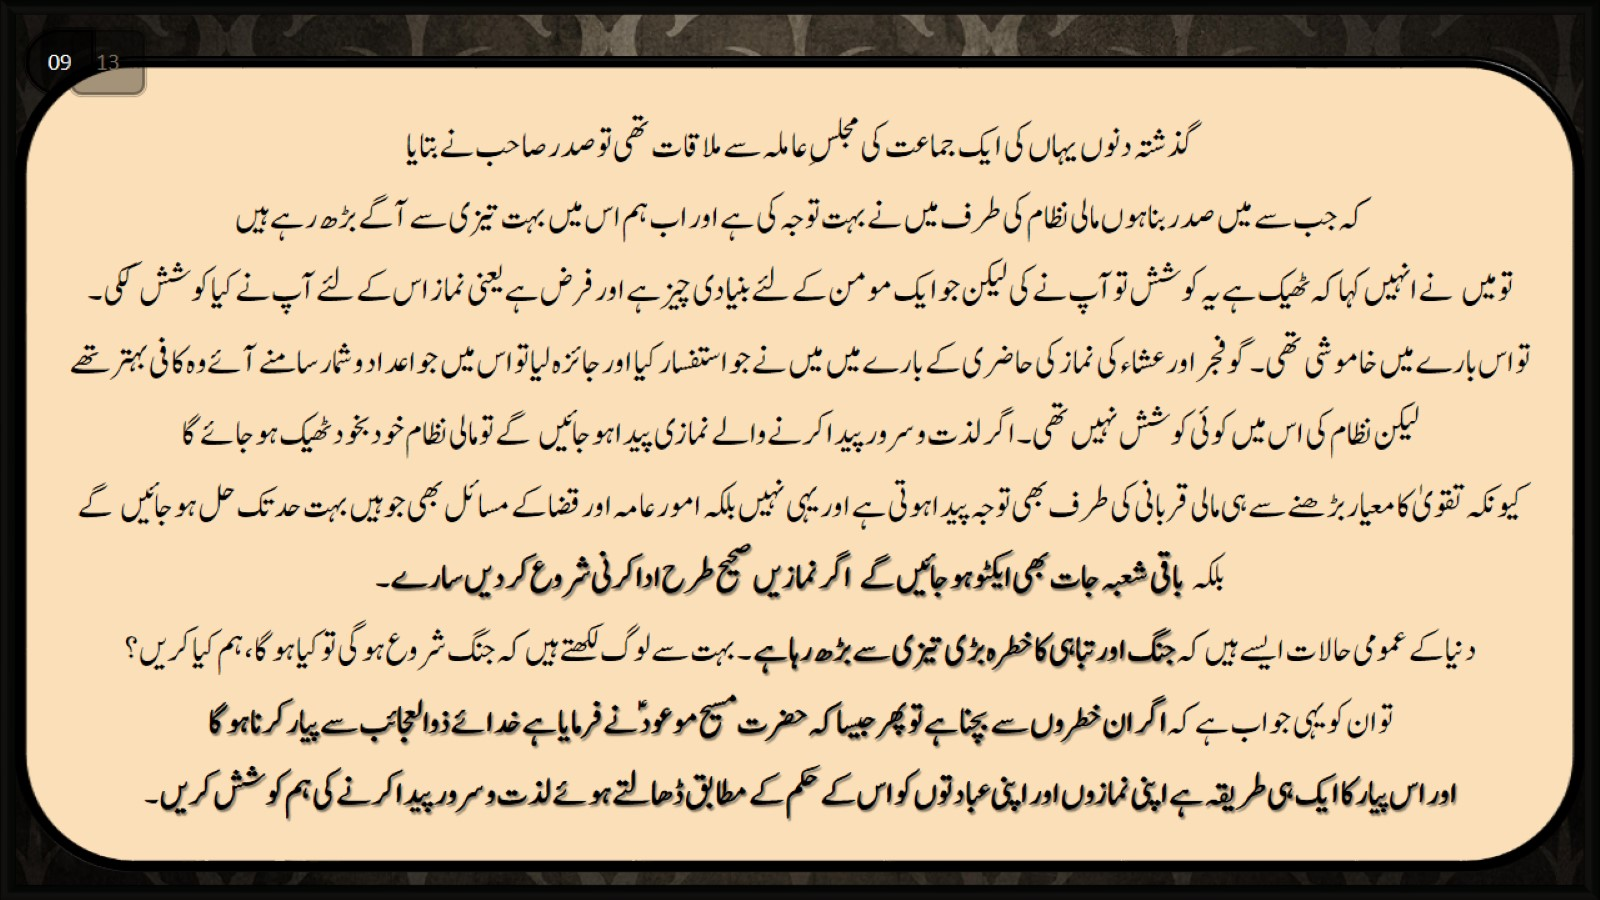 09 13
گذشتہ دنوں یہاں کی ایک جماعت کی مجلسِ عاملہ سے ملاقات تھی تو صدر صاحب نے بتایا
کہ جب سے میں صدر بنا ہوں مالی نظام کی طرف میں نے بہت توجہ کی ہے اور اب ہم اس میں بہت تیزی سے آگے بڑھ رہے ہیں
تو میں نے انہیں کہا کہ ٹھیک ہے یہ کوشش تو آپ نے کی لیکن جو ایک مومن کے لئے بنیادی چیز ہے اور فرض ہے یعنی نماز اس کے لئے آپ نے کیا کوشش کی۔
تو اس بارے میں خاموشی تھی۔ گو فجر اور عشاء کی نماز کی حاضری کے بارے میں میں نے جو استفسار کیا اور جائزہ لیا تو اس میں جو اعداد و شمار سامنے آئے وہ کافی بہتر تھے
لیکن نظام کی اس میں کوئی کوشش نہیں تھی۔ اگر لذت و سرور پیدا کرنے والے نمازی پیدا ہو جائیں گے تو مالی نظام خود بخود ٹھیک ہو جائے گا
کیونکہ تقویٰ کا معیار بڑھنے سے ہی مالی قربانی کی طرف بھی توجہ پیدا ہوتی ہے اور یہی نہیں بلکہ امور عامہ اور قضا کے مسائل بھی جو ہیں بہت حد تک حل ہو جائیں گے
بلکہ باقی شعبہ جات بھی ایکٹو ہو جائیں گے اگر نمازیں صحیح طرح ادا کرنی شروع کر دیں سارے۔
دنیا کے عمومی حالات ایسے ہیں کہ جنگ اور تباہی کا خطرہ بڑی تیزی سے بڑھ رہا ہے۔ بہت سے لوگ لکھتے ہیں کہ جنگ شروع ہو گی تو کیا ہو گا، ہم کیا کریں؟
تو ان کو یہی جواب ہے کہ اگر ان خطروں سے بچنا ہے تو پھر جیسا کہ حضرت مسیح موعودؑ نے فرمایا ہے خدائے ذوالعجائب سے پیار کرنا ہو گا
اور اس پیار کا ایک ہی طریقہ ہے اپنی نمازوں اور اپنی عبادتوں کو اس کے حکم کے مطابق ڈھالتے ہوئے لذت و سرور پیدا کرنے کی ہم کوشش کریں۔